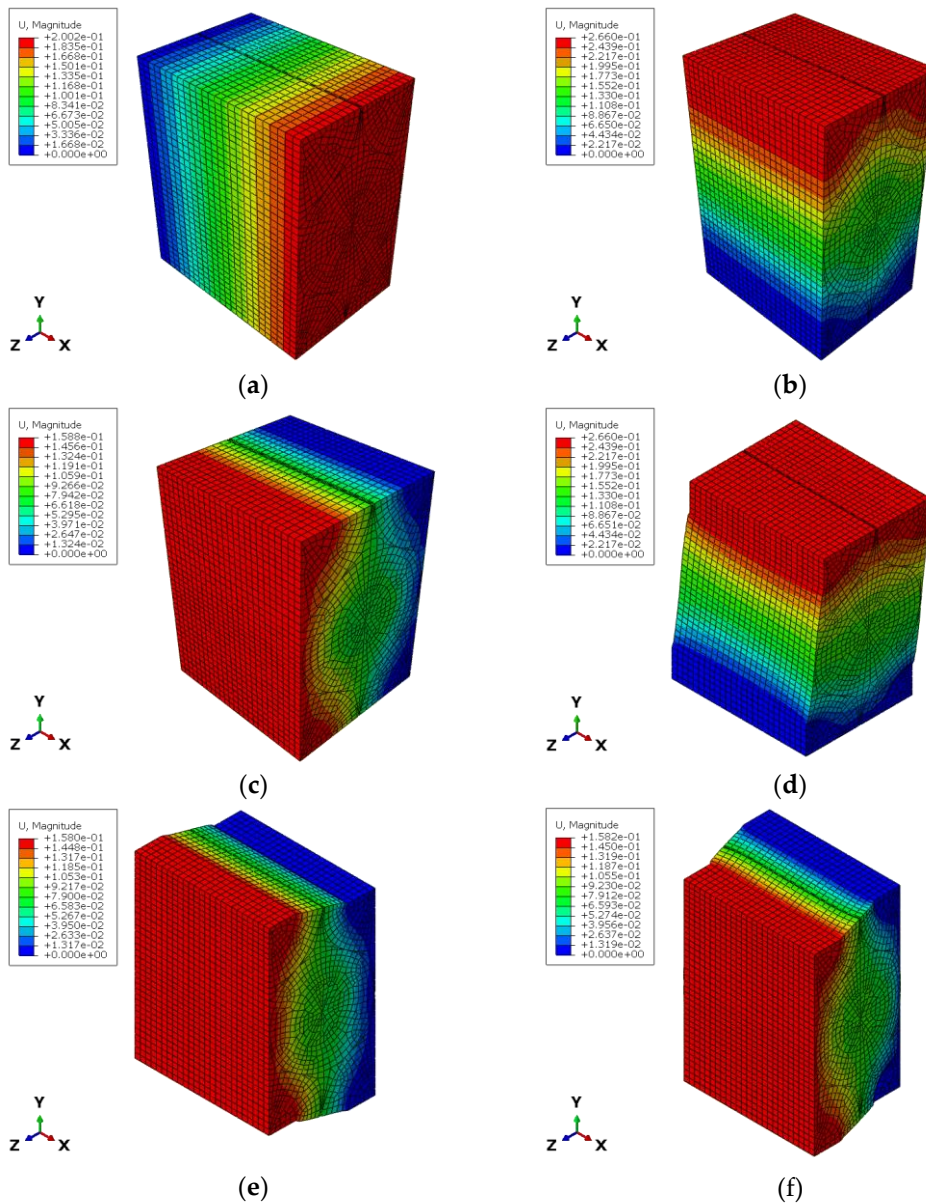 U, Magnitude
+2.002e-01
+1.835e-01
+1.668e-01
+1.501e-01
+1.335e-01
+1.168e-01
+1.001e-01
+8.341e-02
+6.673e-02
+5.005e-02
+3.336e-02
+1.668e-02
+0.000e+00
Y
Z X
(a)
U, Magnitude
+2.660e-01
+2.439e-01
+2.217e-01
+1.995e-01
+1.773e-01
+1.552e-01
+1.330e-01
+1.108e-01
+8.867e-02
+6.650e-02
+4.434e-02
+2.217e-02
+0.000e+00
Y
Z X
(b)
U, Magnitude
+1.588e-01
+1.456e-01
+1.324e-01
+1.191e-01
+1.059e-01
+9.266e-02
+7.942e-02
+6.618e-02
+5.295e-02
+3.971e-02
+2.647e-02
+1.324e-02
+0.000e+00
Y
Z X
(c)
U, Magnitude
+2.660e-01
+2.439e-01
+2.217e-01
+1.995e-01
+1.773e-01
+1.552e-01
+1.330e-01
+1.108e-01
+8.867e-02
+6.651e-02
+4.434e-02
+2.217e-02
+0.000e+00
Y
Z X
(d)
U, Magnitude
+1.580e-01
+1.448e-01
+1.317e-01
+1.185e-01
+1.053e-01
+9.217e-02
+7.900e-02
+6.583e-02
+5.267e-02
+3.950e-02
+2.633e-02
+1.317e-02
+0.000e+00
Y
Z X
(e)
U, Magnitude
+1.582e-01
+1.450e-01
+1.319e-01
+1.187e-01
+1.055e-01
+9.230e-02
+7.912e-02
+6.593e-02
+5.274e-02
+3.956e-02
+2.637e-02
+1.319e-02
+0.000e+00
Y
Z X
(f)